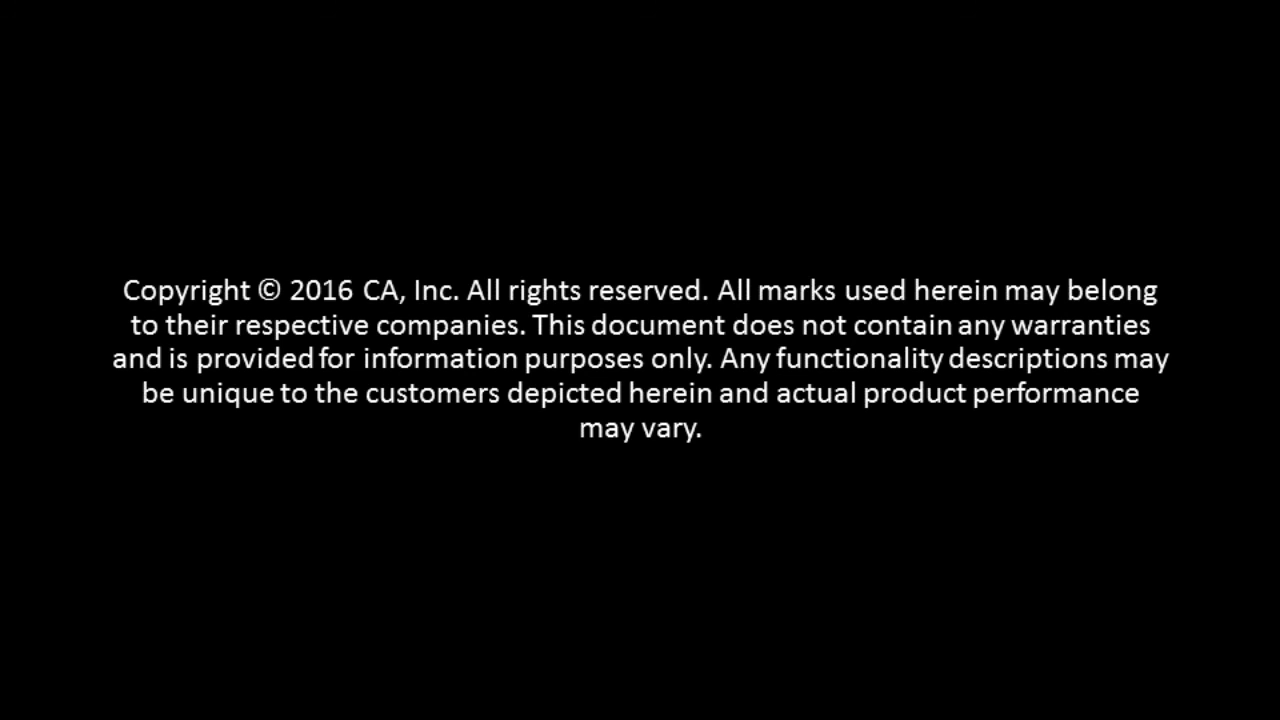 Copyright © 2016 CA, Inc. All rights reserved. All marks used herein may belong
to their respective companies. This document does not contain any warranties
and is provided for information purposes only. Any functionality descriptions may
be unique to the customers depicted herein and actual product performance
may vary.